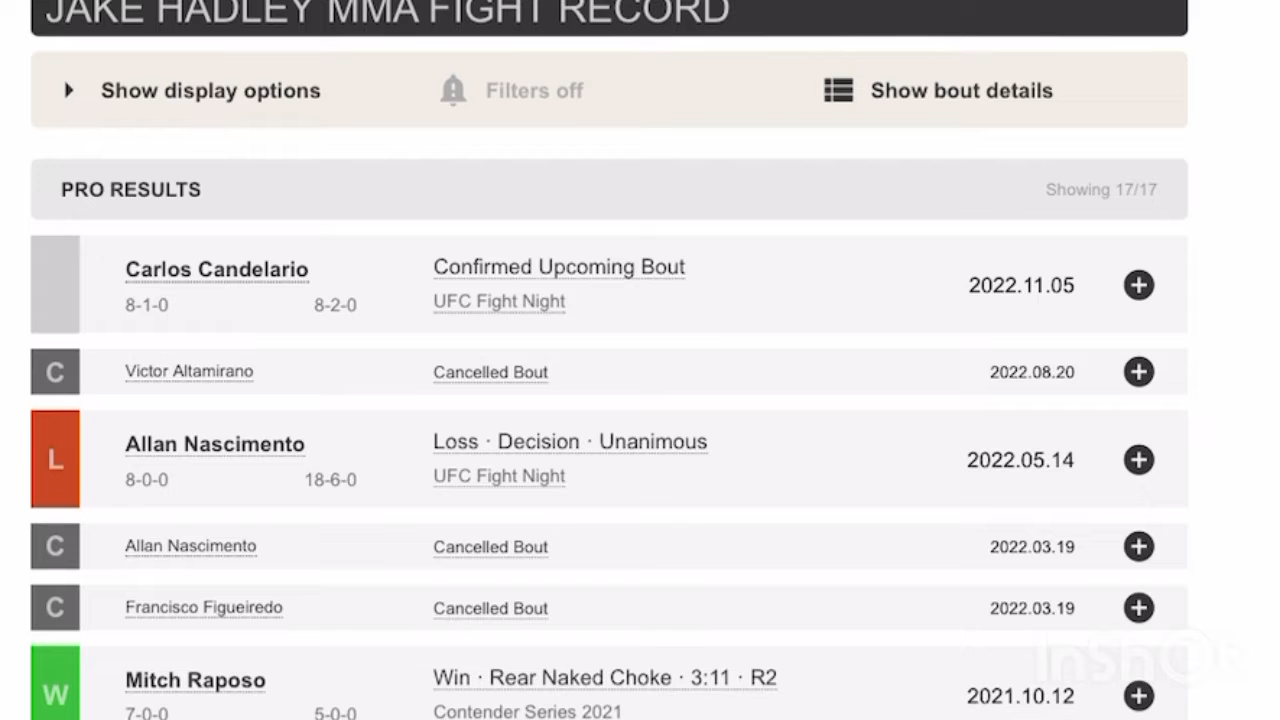 JAKE HADLEY MMA FIGHT RECORD
Show display options Filters off Show bout details
PRO RESULTS Showing 17/17
Carlos Candelario Confirmed Upcoming Bout 2022.11.05
8-1-0 8-2-0 UFC Fight Night
C Victor Altamirano Cancelled Bout 2022.08.20
L Allan Nascimento Loss · Decision · Unanimous 2022.05.14
8-0-0 18-6-0 UFC Fight Night
C Allan Nascimento Cancelled Bout 2022.03.19
C Francisco Figueiredo Cancelled Bout 2022.03.19
W Mitch Raposo Win · Rear Naked Choke · 3:11 · R2 2021.10.12
7-0-0 5-0-0 Contender Series 2021
InShOt